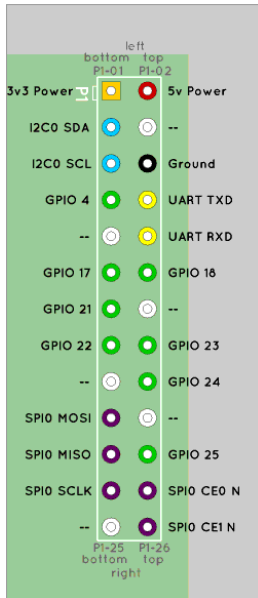 left
bottom top
P1-01 P1-02
3v3 Power P1 5v Power
I2C0 SDA --
I2C0 SCL Ground
GPIO 4 UART TXD
-- UART RXD
GPIO 17 GPIO 18
GPIO 21 --
GPIO 22 GPIO 23
-- GPIO 24
SPI0 MOSI --
SPI0 MISO GPIO 25
SPI0 SCLK SPI0 CE0 N
-- SPI0 CE1 N
P1-25 P1-26
bottom top
right